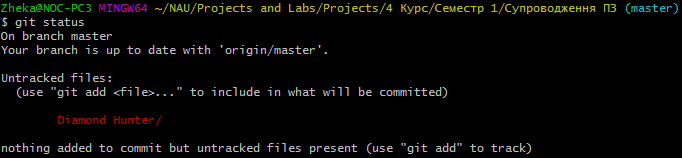 Zheka@NOC-PC3 MINGW64 ~/NAU/Projects and Labs/Projects/4 Курс/Семестр 1/Супроводження ПЗ (master)
$ git status
On branch master
Your branch is up to date with 'origin/master'.
Untracked files:
(use "git add <file>..." to include in what will be committed)
Diamond Hunter/
nothing added to commit but untracked files present (use "git add" to track)